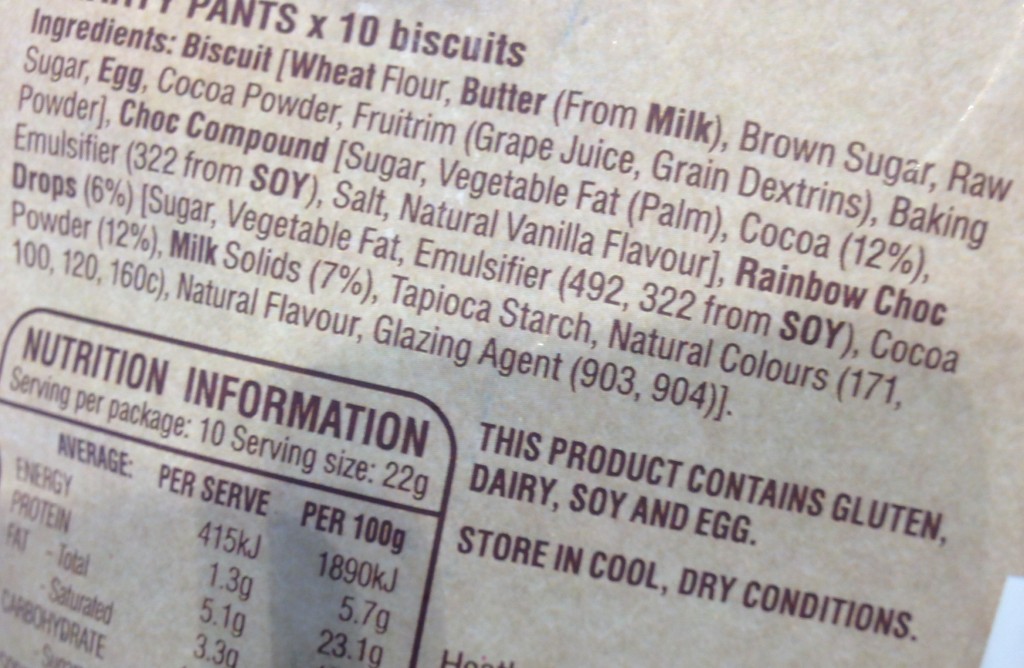 PANTS x 10 biscuits
Ingredients: Biscuit [Wheat Flour, Butter (From Milk), Brown Sugar, Raw
Sugar, Egg, Cocoa Powder, Fruitrim (Grape Juice, Grain Dextrins), Baking
Powder], Choc Compound [Sugar, Vegetable Fat (Palm), Cocoa (12%),
Emulsifier (322 from SOY), Salt, Natural Vanilla Flavour], Rainbow Choc
Drops (6%) [Sugar, Vegetable Fat, Emulsifier (492, 322 from SOY), Cocoa
Powder (12%), Milk Solids (7%), Tapioca Starch, Natural Colours (171,
100, 120, 160c), Natural Flavour, Glazing Agent (903, 904)].
NUTRITION INFORMATION
Serving per package: 10 Serving size: 22g
AVERAGE: PER SERVE PER 100g
ENERGY 415kJ 1890kJ
PROTEIN 1.3g 5.7g
FAT - Total 5.1g 23.1g
- Saturated 3.3g
CARBOHYDRATE
THIS PRODUCT CONTAINS GLUTEN,
DAIRY, SOY AND EGG.
STORE IN COOL, DRY CONDITIONS.